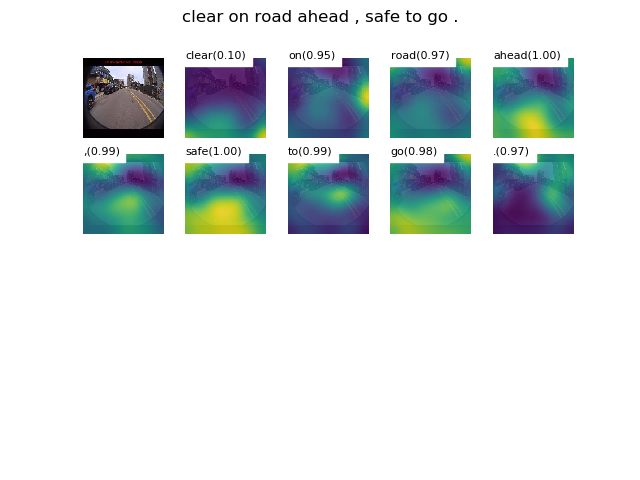 clear on road ahead , safe to go .
clear(0.10)
on(0.95)
road(0.97)
ahead(1.00)
,(0.99)
safe(1.00)
to(0.99)
go(0.98)
.(0.97)